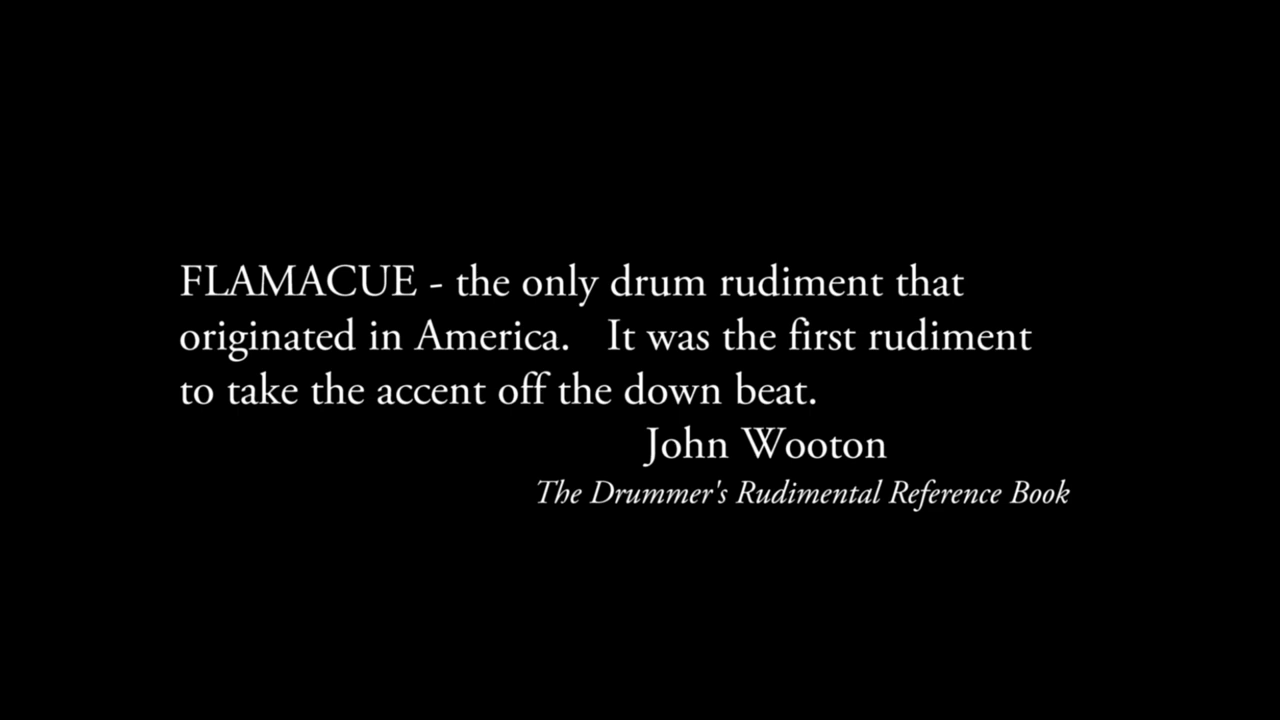 FLAMACUE - the only drum rudiment that
originated in America. It was the first rudiment
to take the accent off the down beat.
John Wooton
The Drummer's Rudimental Reference Book